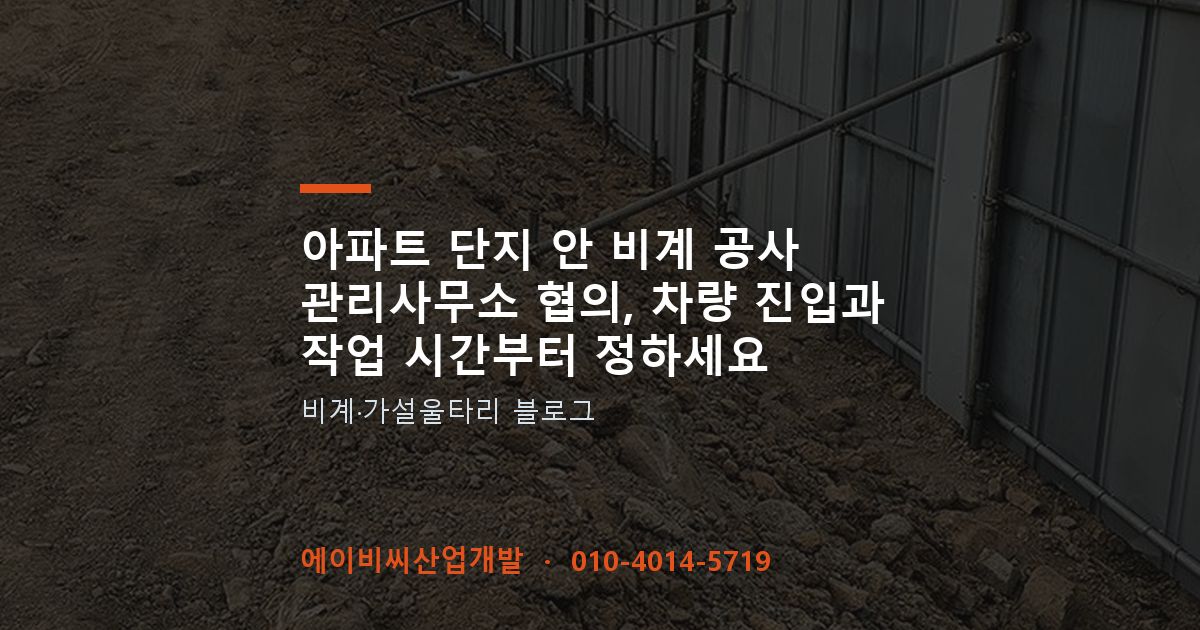 아파트 단지 안 비계 공사
관리사무소 협의, 차량 진입과
작업 시간부터 정하세요
비계·가설울타리 블로그
에이비씨산업개발 · 010-4014-5719